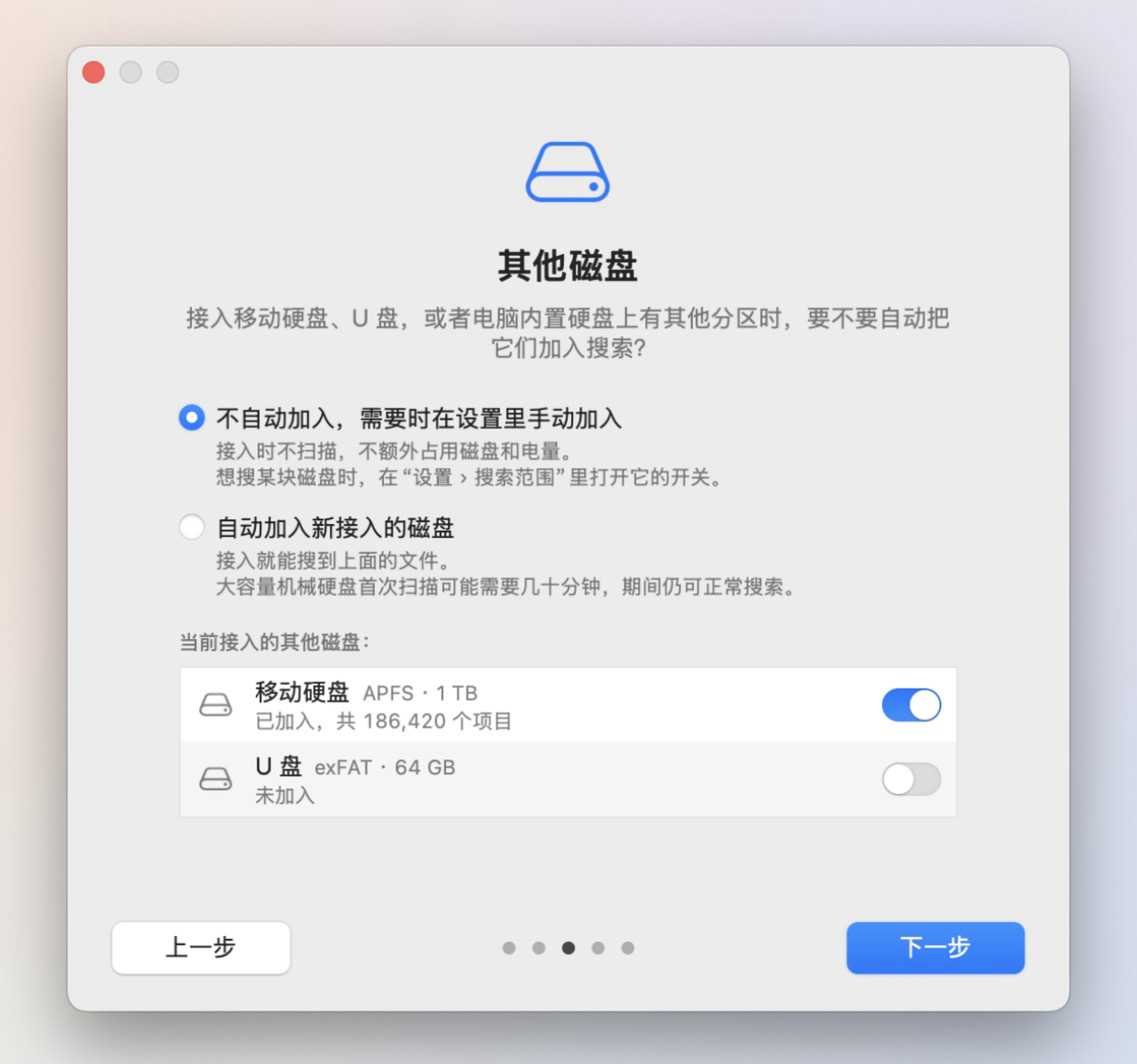 其他磁盘
接入移动硬盘、U 盘，或者电脑内置硬盘上有其他分区时，要不要自动把
它们加入搜索？
不自动加入，需要时在设置里手动加入
接入时不扫描，不额外占用磁盘和电量。
想搜某块磁盘时，在“设置 › 搜索范围”里打开它的开关。
自动加入新接入的磁盘
接入就能搜到上面的文件。
大容量机械硬盘首次扫描可能需要几十分钟，期间仍可正常搜索。
当前接入的其他磁盘：
移动硬盘 APFS · 1 TB
已加入，共 186,420 个项目
U 盘 exFAT · 64 GB
未加入
上一步
下一步